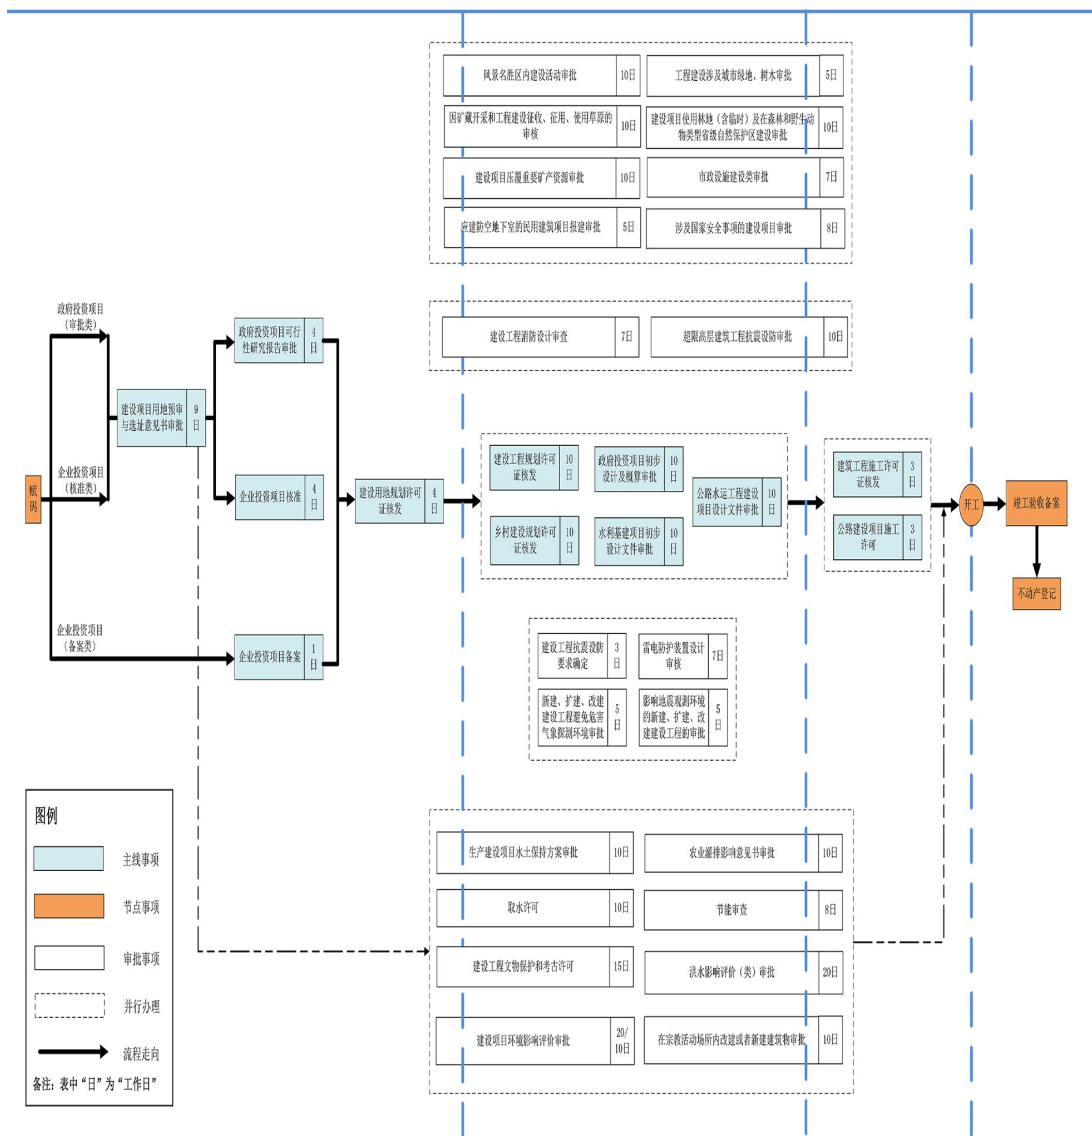 风景名胜区内建设活动审批
10日
工程建设涉及城市绿地、树木审批
5日
因矿藏开采和工程建设征收、征用、使用草原的
审核
10日
建设项目使用林地（含临时）及在森林和野生动
物类型省级自然保护区建设审批
10日
建设项目压覆重要矿产资源审批
10日
市政设施建设类审批
7日
应建防空地下室的民用建筑项目报建审批
5日
涉及国家安全事项的建设项目审批
8日
建设工程消防设计审查
7日
超限高层建筑工程抗震设防审批
10日
政府投资项目
（审批类）
政府投资项目可行
性研究报告审批
4
日
建设项目用地预审
与选址意见书审批
9
日
企业投资项目
（核准类）
赋
码
企业投资项目核准
4
日
建设用地规划许可
证核发
4
日
企业投资项目
（备案类）
企业投资项目备案
1
日
建设工程规划许可
证核发
10
日
政府投资项目初步
设计及概算审批
10
日
乡村建设规划许可
证核发
10
日
水利基建项目初步
设计文件审批
10
日
公路水运工程建设
项目设计文件审批
10
日
建筑工程施工许可
证核发
3
日
公路建设项目施工
许可
3
日
开工
竣工验收备案
不动产登记
建设工程抗震设防
要求确定
3
日
雷电防护装置设计
审核
7日
新建、扩建、改建
建设工程避免危害
气象探测环境审批
5
日
影响地震观测环境
的新建、扩建、改
建建设工程的审批
5
日
生产建设项目水土保持方案审批
10日
农业灌排影响意见书审批
10日
取水许可
10日
节能审查
8日
建设工程文物保护和考古许可
15日
洪水影响评价（类）审批
20日
建设项目环境影响评价审批
20/
10日
在宗教活动场所内改建或者新建建筑物审批
10日
图例
主线事项
节点事项
审批事项
并行办理
流程走向
备注：表中“日”为“工作日”